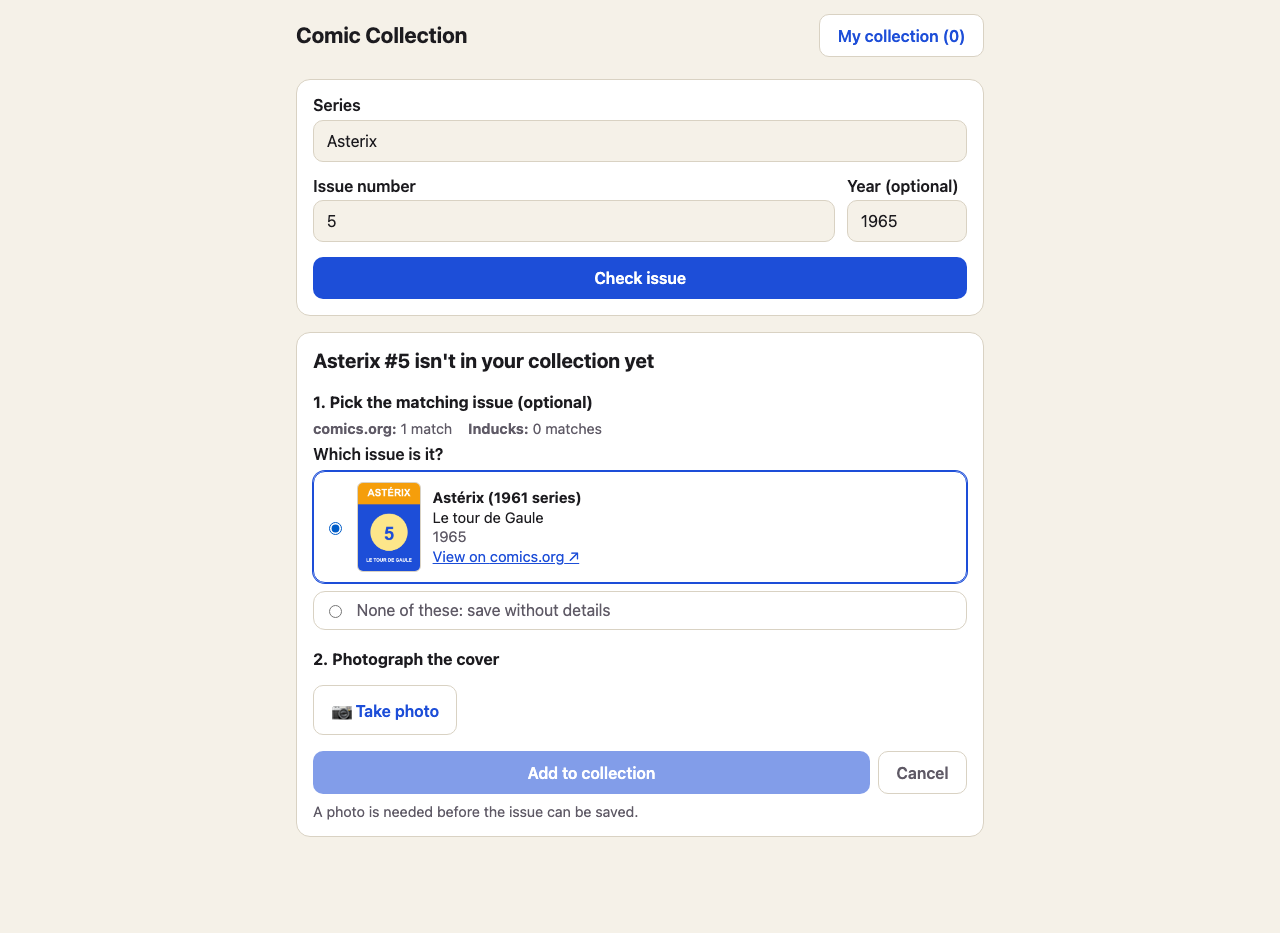 Comic Collection
My collection (0)
Series
Asterix
Issue number
Year (optional)
5
1965
Check issue
Asterix #5 isn't in your collection yet
1. Pick the matching issue (optional)
comics.org: 1 match Inducks: 0 matches
Which issue is it?
ASTÉRIX
5
LE TOUR DE GAULE
Astérix (1961 series)
Le tour de Gaule
1965
View on comics.org ↗
None of these: save without details
2. Photograph the cover
📷 Take photo
Add to collection
Cancel
A photo is needed before the issue can be saved.